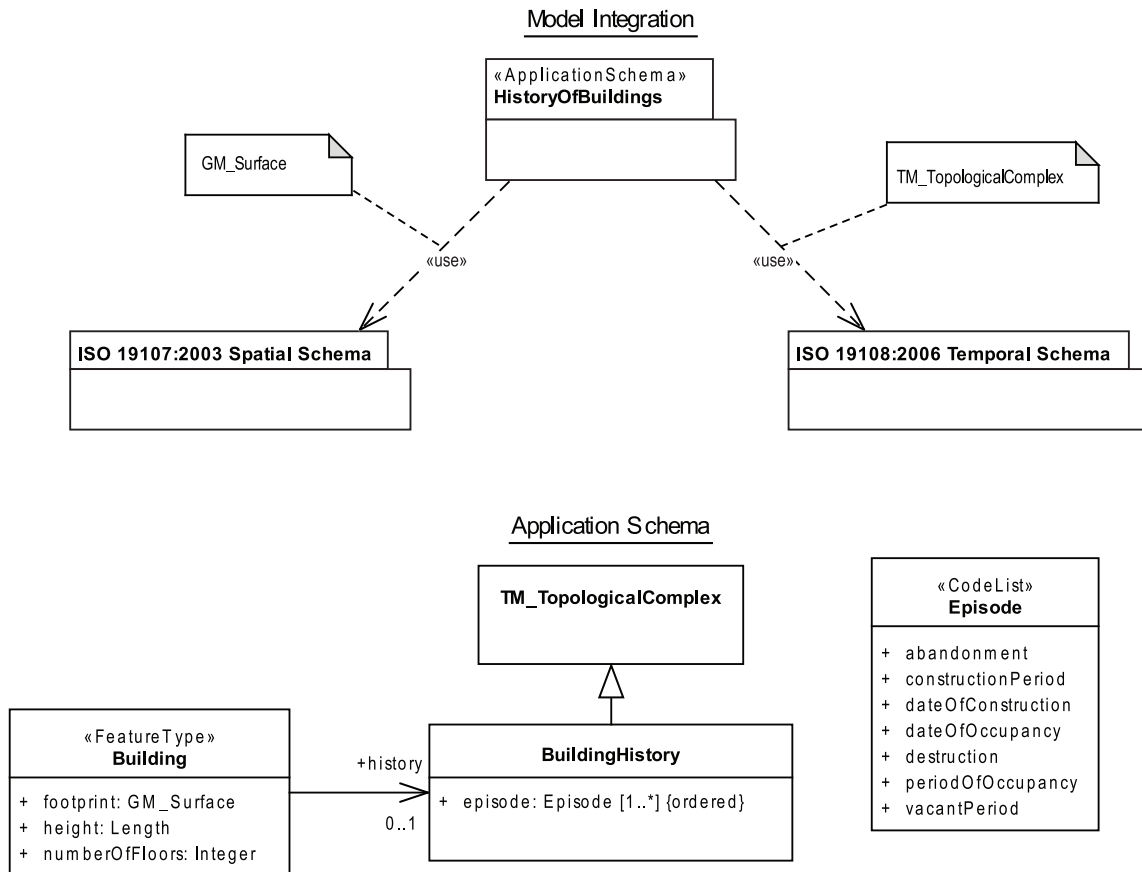 Model Integration
«ApplicationSchema»
HistoryOfBuildings
GM_Surface
TM_TopologicalComplex
«use»
«use»
ISO 19107:2003 Spatial Schema
ISO 19108:2006 Temporal Schema
Application Schema
TM_TopologicalComplex
«CodeList»
Episode
+ abandonment
+ constructionPeriod
+ dateOfConstruction
+ dateOfOccupancy
+ destruction
+ periodOfOccupancy
+ vacantPeriod
«FeatureType»
Building
+ footprint: GM_Surface
+ height: Length
+ numberOfFloors: Integer
+history
0..1
BuildingHistory
+ episode: Episode [1..*] {ordered}